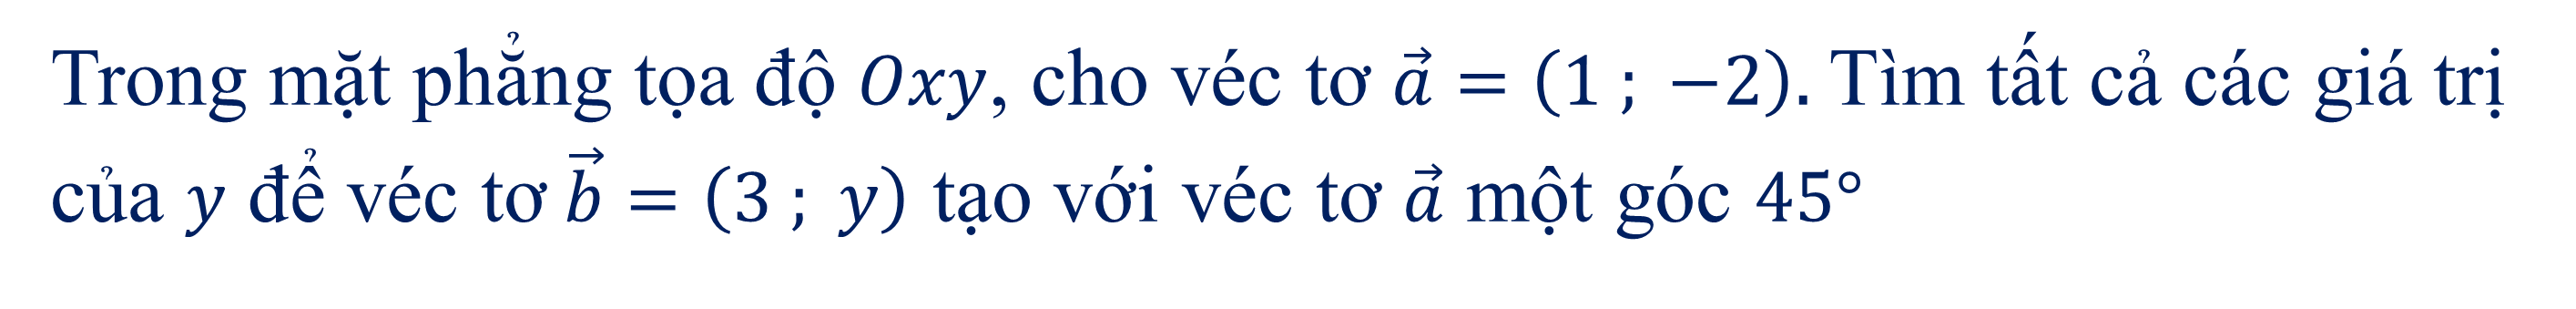 Trong mặt phẳng tọa độ Oxy, cho véc tơ a⃗ = (1 ; −2). Tìm tất cả các giá trị
của y để véc tơ b⃗ = (3 ; y) tạo với véc tơ a⃗ một góc 45°